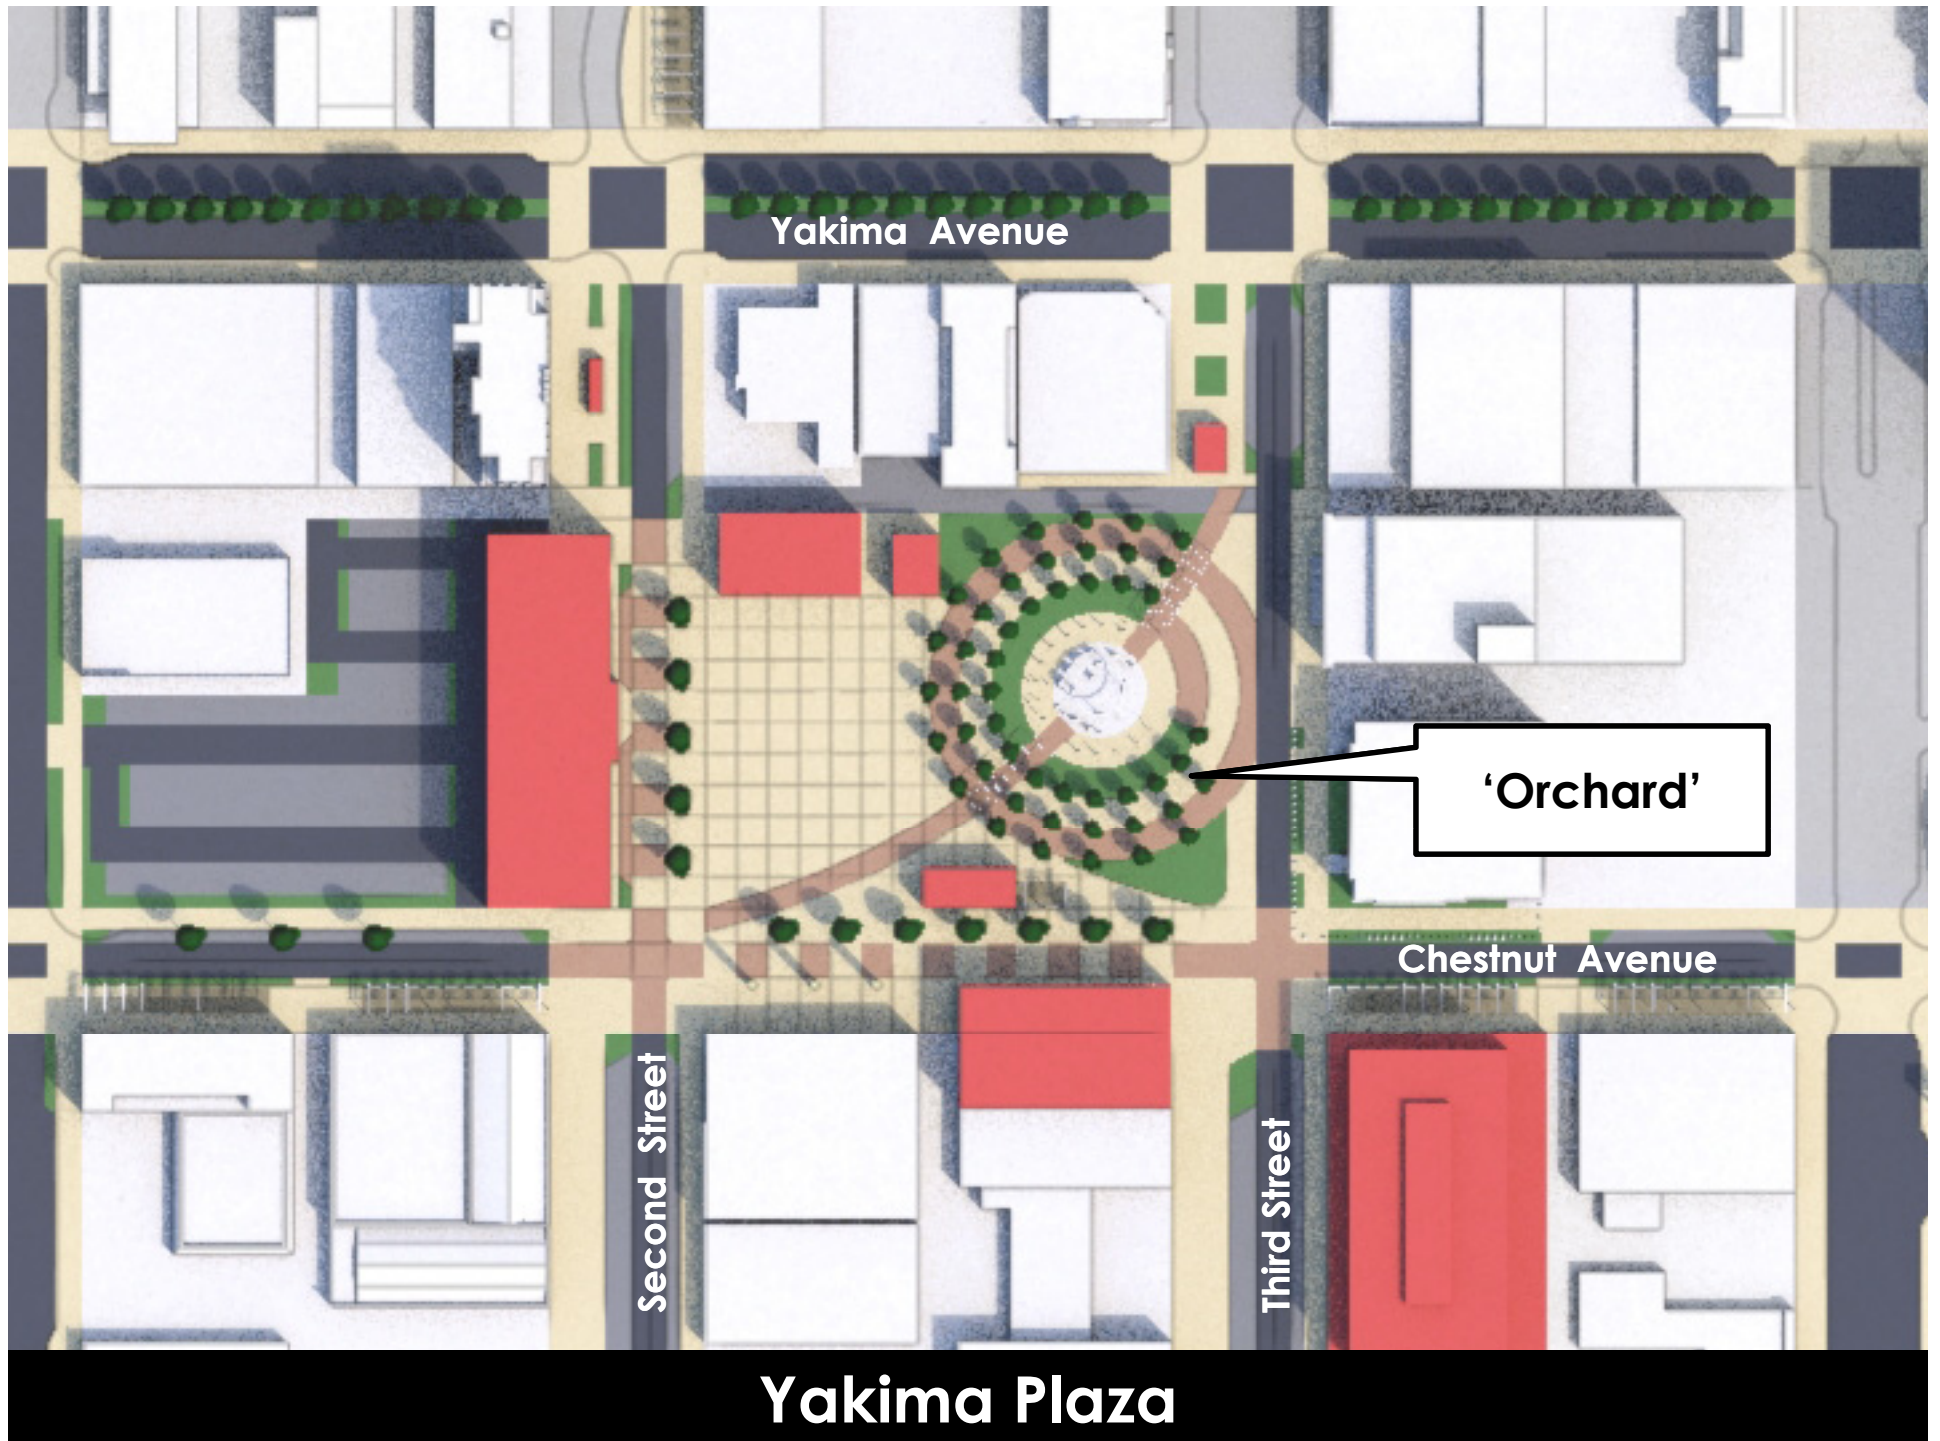 Yakima Avenue
‘Orchard’
Chestnut Avenue
Second Street
Third Street
Yakima Plaza